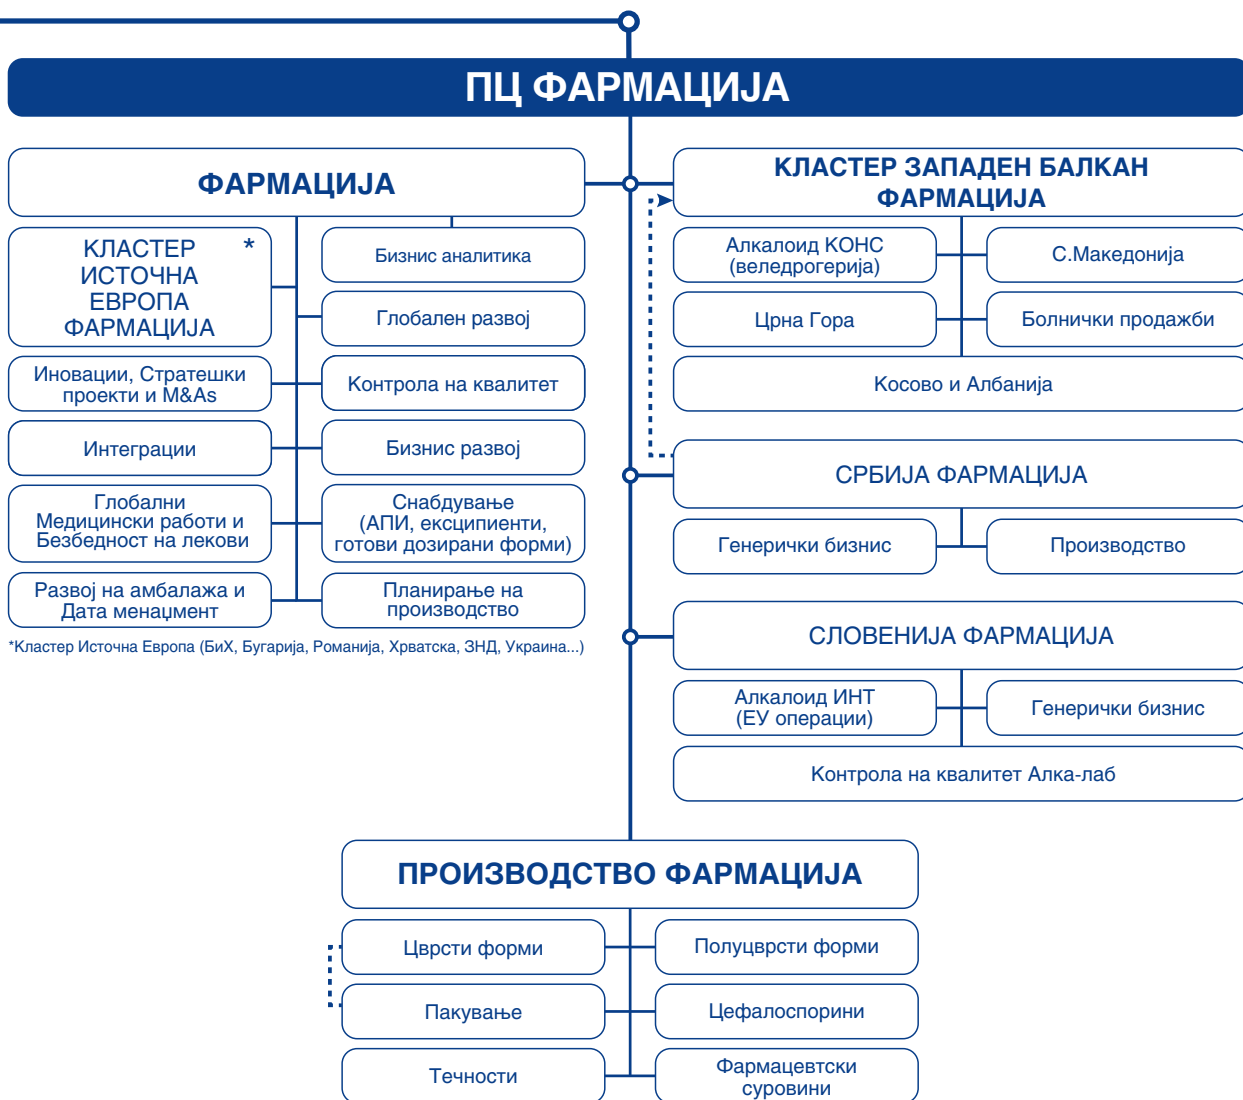 ПЦ ФАРМАЦИЈА
ФАРМАЦИЈА
КЛАСТЕР *
ИСТОЧНА
ЕВРОПА
ФАРМАЦИЈА
Бизнис аналитика
Глобален развој
Иновации, Стратешки
проекти и M&As
Контрола на квалитет
Интеграции
Бизнис развој
Глобални
Медицински работи и
Безбедност на лекови
Снабдување
(АПИ, ексципиенти,
готови дозирани форми)
Развој на амбалажа и
Дата менаџмент
Планирање на
производство
*Кластер Источна Европа (БиХ, Бугарија, Романија, Хрватска, ЗНД, Украина...)
КЛАСТЕР ЗАПАДЕН БАЛКАН
ФАРМАЦИЈА
Алкалоид КОНС
(веледрогерија)
С.Македонија
Црна Гора
Болнички продажби
Косово и Албанија
СРБИЈА ФАРМАЦИЈА
Генерички бизнис
Производство
СЛОВЕНИЈА ФАРМАЦИЈА
Алкалоид ИНТ
(ЕУ операции)
Генерички бизнис
Контрола на квалитет Алка-лаб
ПРОИЗВОДСТВО ФАРМАЦИЈА
Цврсти форми
Полуцврсти форми
Пакување
Цефалоспорини
Течности
Фармацевтски
суровини